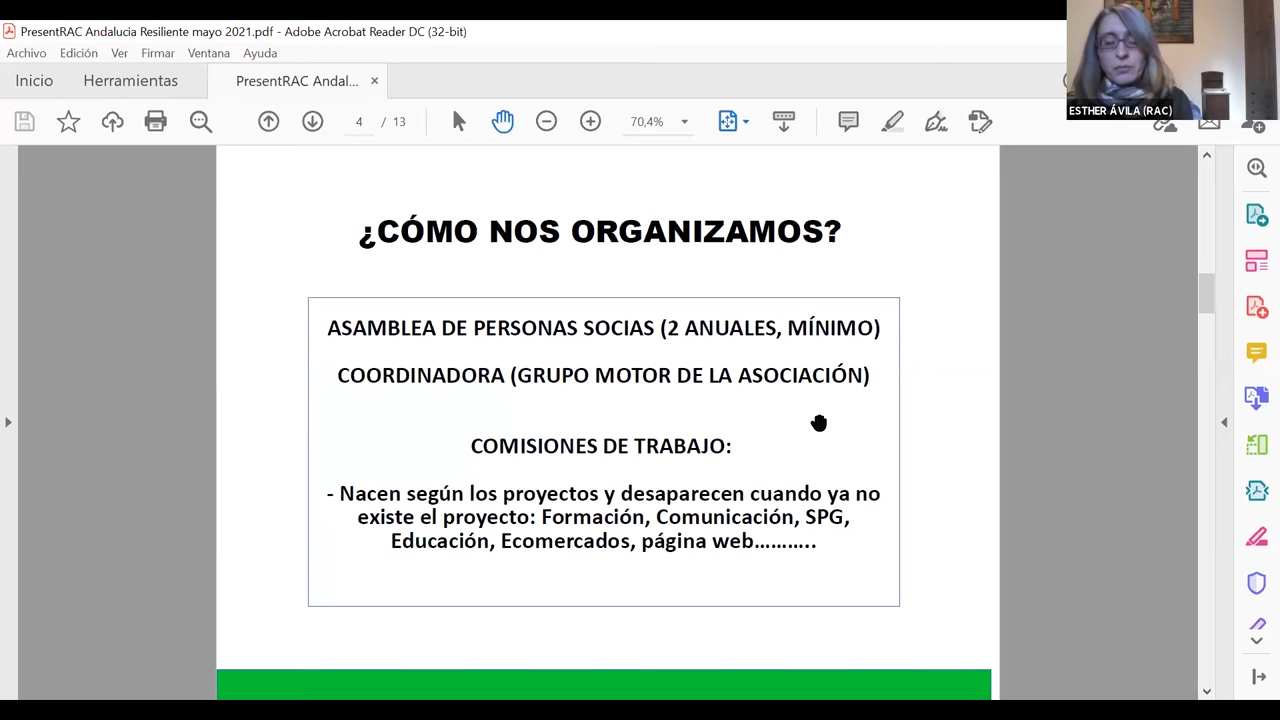 PresentRAC Andalucia Resiliente mayo 2021.pdf - Adobe Acrobat Reader DC (32-bit)
Archivo Edición Ver Firmar Ventana Ayuda
Inicio Herramientas PresentRAC Andal... ×
4 / 13 70,4%
ESTHER ÁVILA (RAC)
¿CÓMO NOS ORGANIZAMOS?
ASAMBLEA DE PERSONAS SOCIAS (2 ANUALES, MÍNIMO)
COORDINADORA (GRUPO MOTOR DE LA ASOCIACIÓN)
COMISIONES DE TRABAJO:
- Nacen según los proyectos y desaparecen cuando ya no
existe el proyecto: Formación, Comunicación, SPG,
Educación, Ecomercados, página web………..